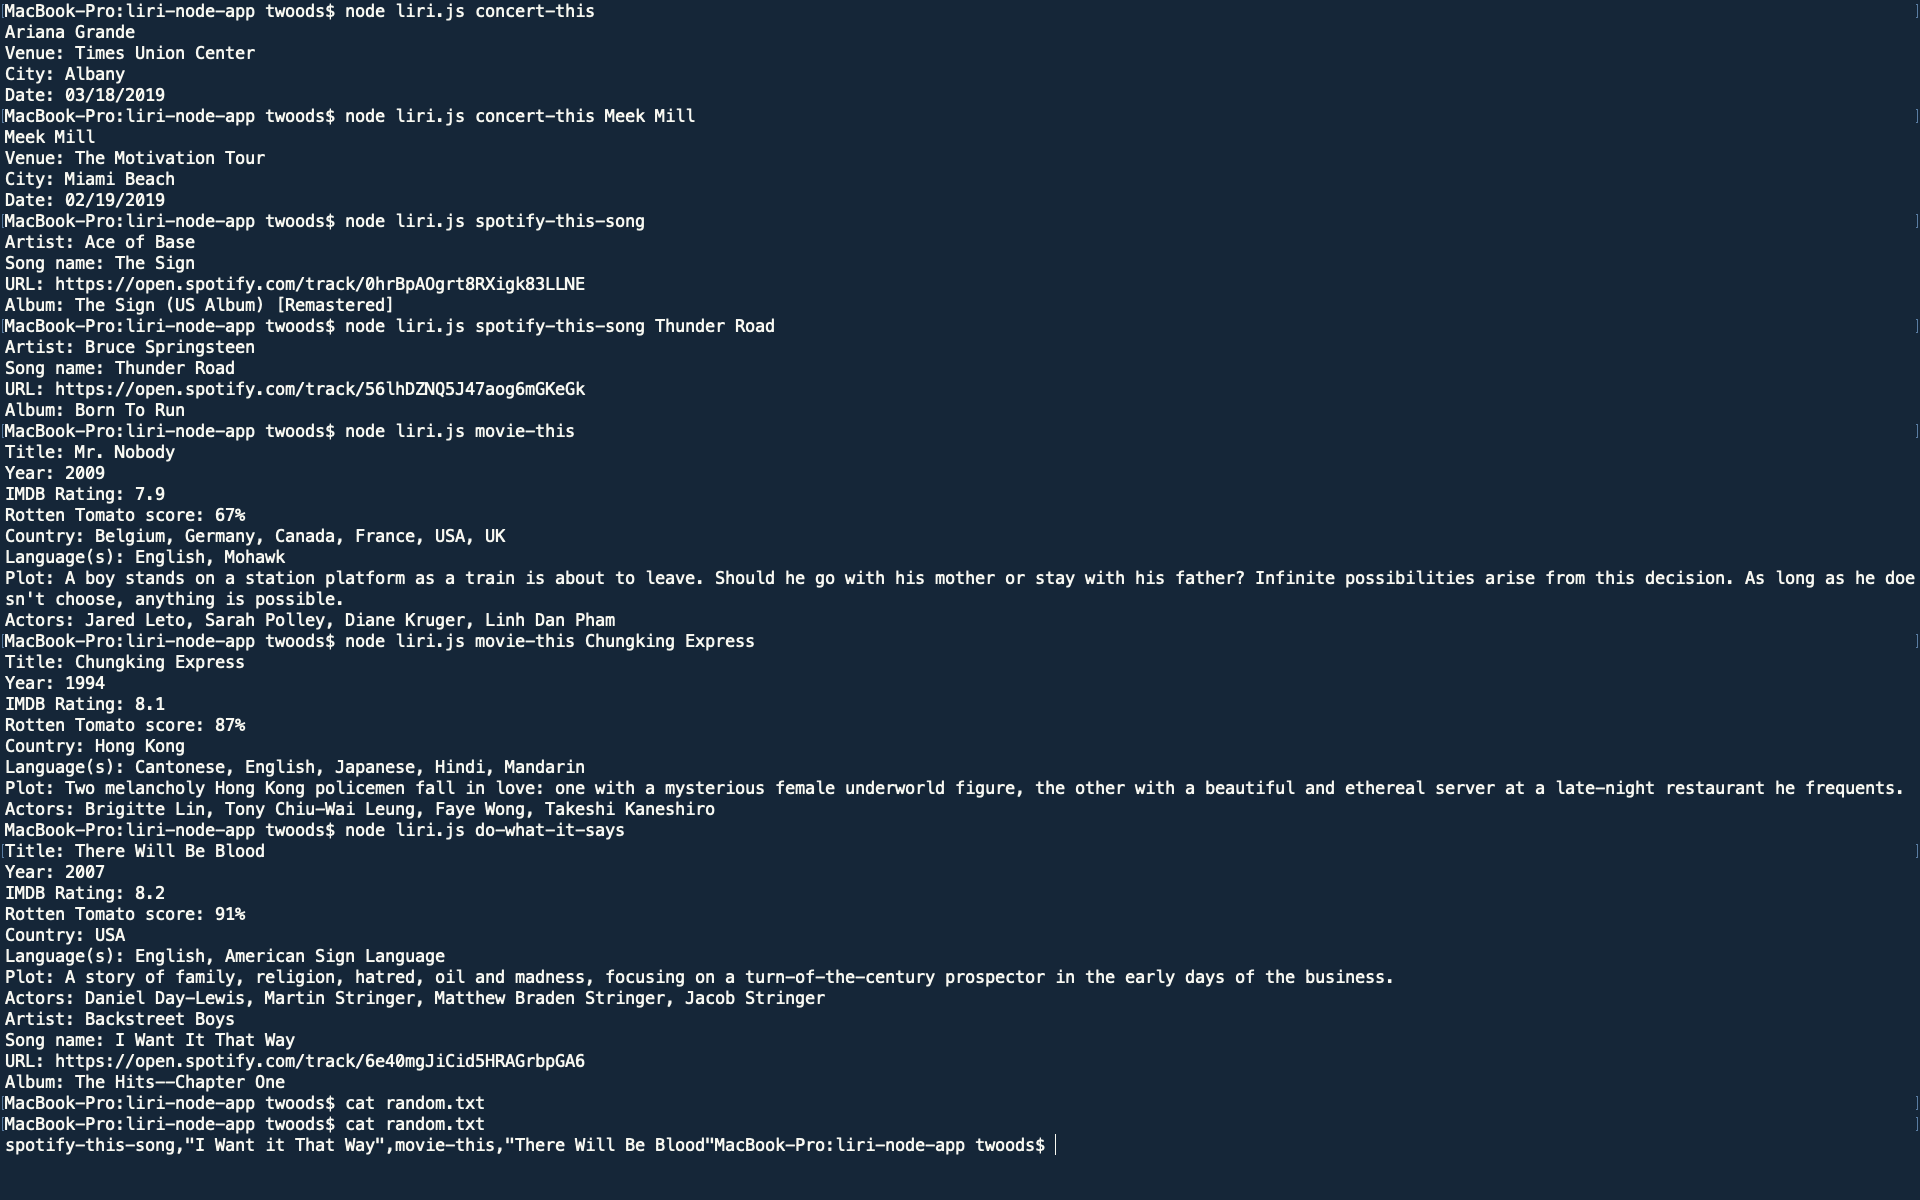 MacBook-Pro:liri-node-app twoods$ node liri.js concert-this
Ariana Grande
Venue: Times Union Center
City: Albany
Date: 03/18/2019
MacBook-Pro:liri-node-app twoods$ node liri.js concert-this Meek Mill
Meek Mill
Venue: The Motivation Tour
City: Miami Beach
Date: 02/19/2019
MacBook-Pro:liri-node-app twoods$ node liri.js spotify-this-song
Artist: Ace of Base
Song name: The Sign
URL: https://open.spotify.com/track/0hrBpAOgrt8RXigk83LLNE
Album: The Sign (US Album) [Remastered]
MacBook-Pro:liri-node-app twoods$ node liri.js spotify-this-song Thunder Road
Artist: Bruce Springsteen
Song name: Thunder Road
URL: https://open.spotify.com/track/56lhDZNQ5J47aog6mGKeGk
Album: Born To Run
MacBook-Pro:liri-node-app twoods$ node liri.js movie-this
Title: Mr. Nobody
Year: 2009
IMDB Rating: 7.9
Rotten Tomato score: 67%
Country: Belgium, Germany, Canada, France, USA, UK
Language(s): English, Mohawk
Plot: A boy stands on a station platform as a train is about to leave. Should he go with his mother or stay with his father? Infinite possibilities arise from this decision. As long as he doe
sn't choose, anything is possible.
Actors: Jared Leto, Sarah Polley, Diane Kruger, Linh Dan Pham
MacBook-Pro:liri-node-app twoods$ node liri.js movie-this Chungking Express
Title: Chungking Express
Year: 1994
IMDB Rating: 8.1
Rotten Tomato score: 87%
Country: Hong Kong
Language(s): Cantonese, English, Japanese, Hindi, Mandarin
Plot: Two melancholy Hong Kong policemen fall in love: one with a mysterious female underworld figure, the other with a beautiful and ethereal server at a late-night restaurant he frequents.
Actors: Brigitte Lin, Tony Chiu-Wai Leung, Faye Wong, Takeshi Kaneshiro
MacBook-Pro:liri-node-app twoods$ node liri.js do-what-it-says
Title: There Will Be Blood
Year: 2007
IMDB Rating: 8.2
Rotten Tomato score: 91%
Country: USA
Language(s): English, American Sign Language
Plot: A story of family, religion, hatred, oil and madness, focusing on a turn-of-the-century prospector in the early days of the business.
Actors: Daniel Day-Lewis, Martin Stringer, Matthew Braden Stringer, Jacob Stringer
Artist: Backstreet Boys
Song name: I Want It That Way
URL: https://open.spotify.com/track/6e40mgJiCid5HRAGrbpGA6
Album: The Hits--Chapter One
MacBook-Pro:liri-node-app twoods$ cat random.txt
MacBook-Pro:liri-node-app twoods$ cat random.txt
spotify-this-song,"I Want it That Way",movie-this,"There Will Be Blood"MacBook-Pro:liri-node-app twoods$